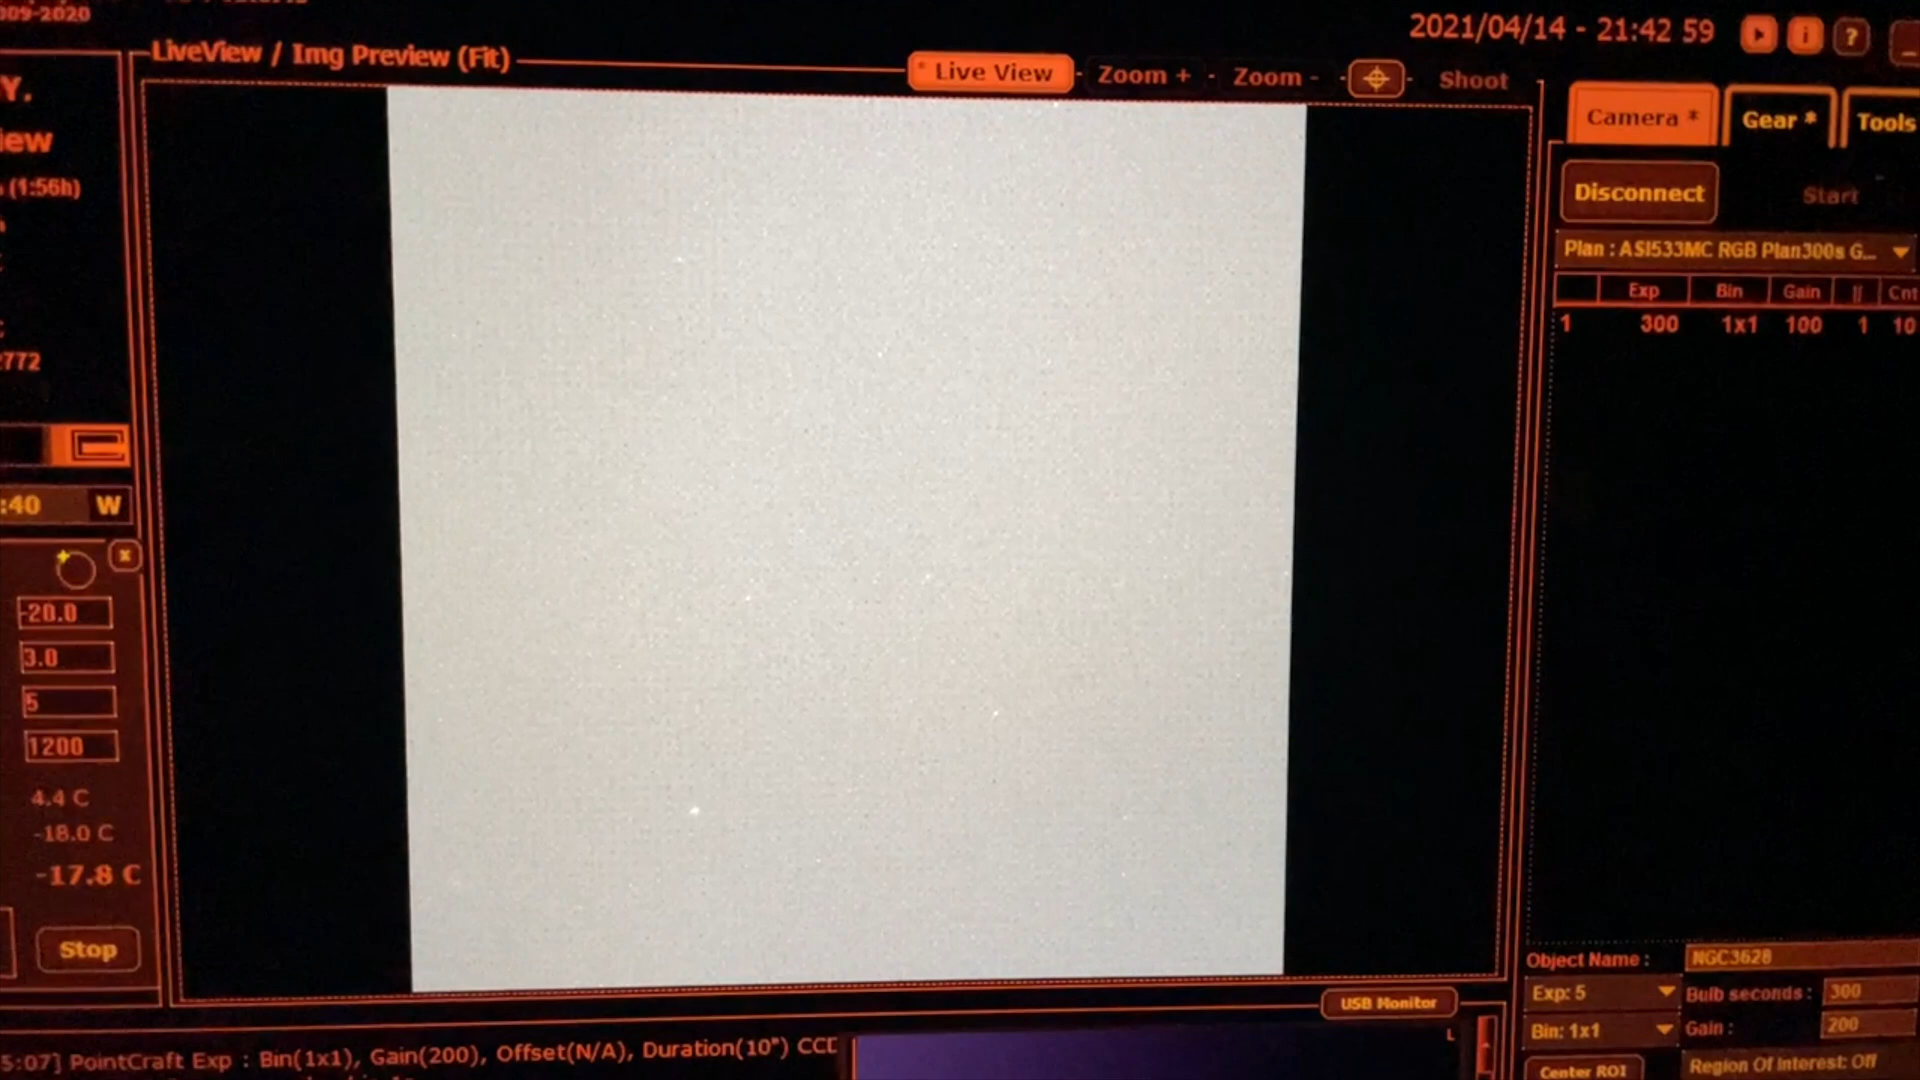 009-2020
2021/04/14 - 21:42 59
LiveView / Img Preview (Fit)
* Live View
Zoom +
Zoom -
Shoot
i
?
Y.
iew
(1:56h)
2772
:40
W
x
-20.0
3.0
5
1200
4.4 C
-18.0 C
-17.8 C
Stop
Camera *
Gear *
Tools
Disconnect
Start
Plan : ASI533MC RGB Plan300s G...
Exp Bin Gain Cnt
1 300 1x1 100 1 10
Object Name : NGC3628
Exp: 5 Bulb seconds : 300
Bin: 1x1 Gain : 200
Center ROI Region Of Interest: Off
USB Monitor
L
5:07] PointCraft Exp : Bin(1x1), Gain(200), Offset(N/A), Duration(10") CCD